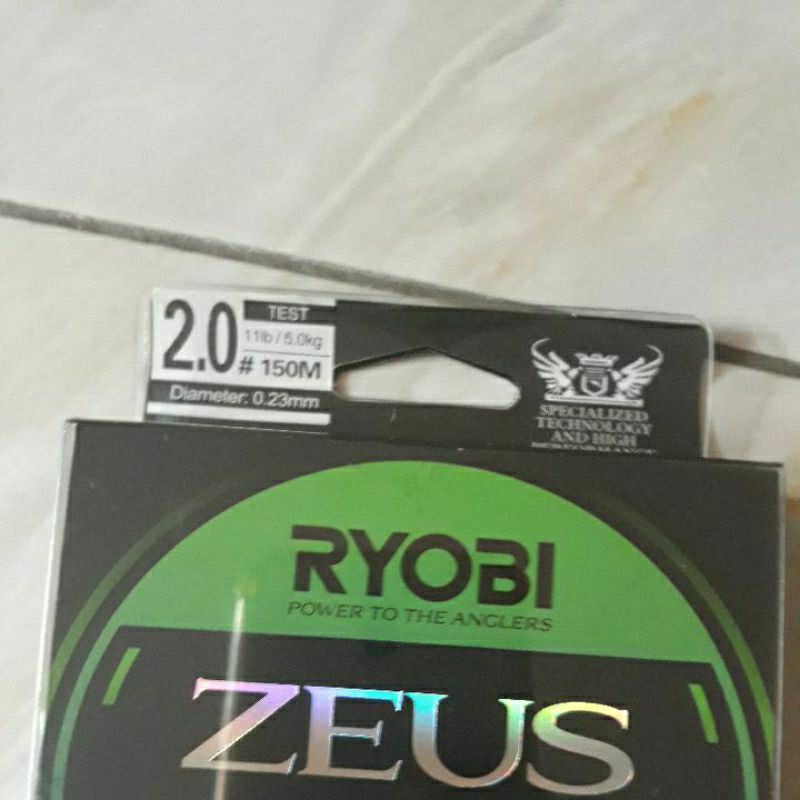 2.0
TEST
11lb / 5.0kg
# 150M
Diameter: 0.23mm
SPECIALIZED
TECHNOLOGY
AND HIGH
RYOBI
POWER TO THE ANGLERS
ZEUS